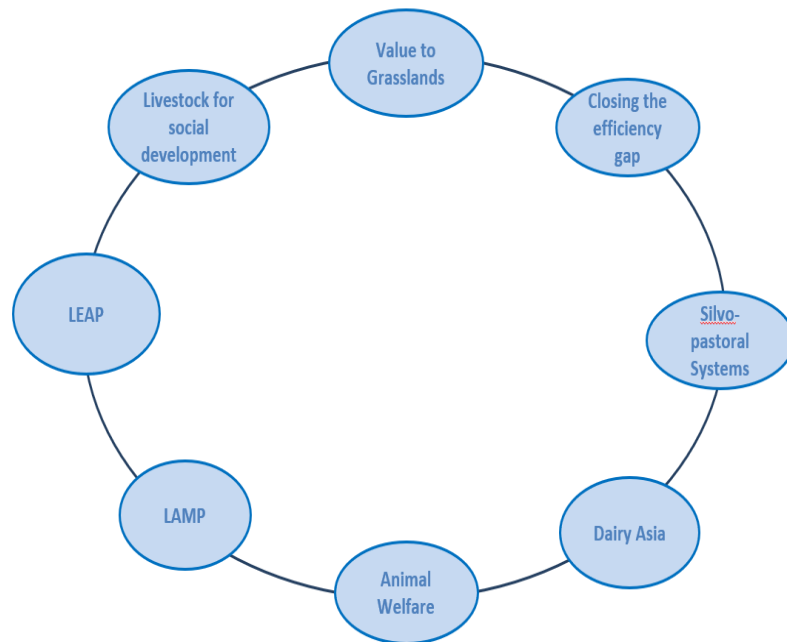 Value to
Grasslands
Closing the
efficiency
gap
Silvo-
pastoral
Systems
Dairy Asia
Animal
Welfare
LAMP
LEAP
Livestock for
social
development